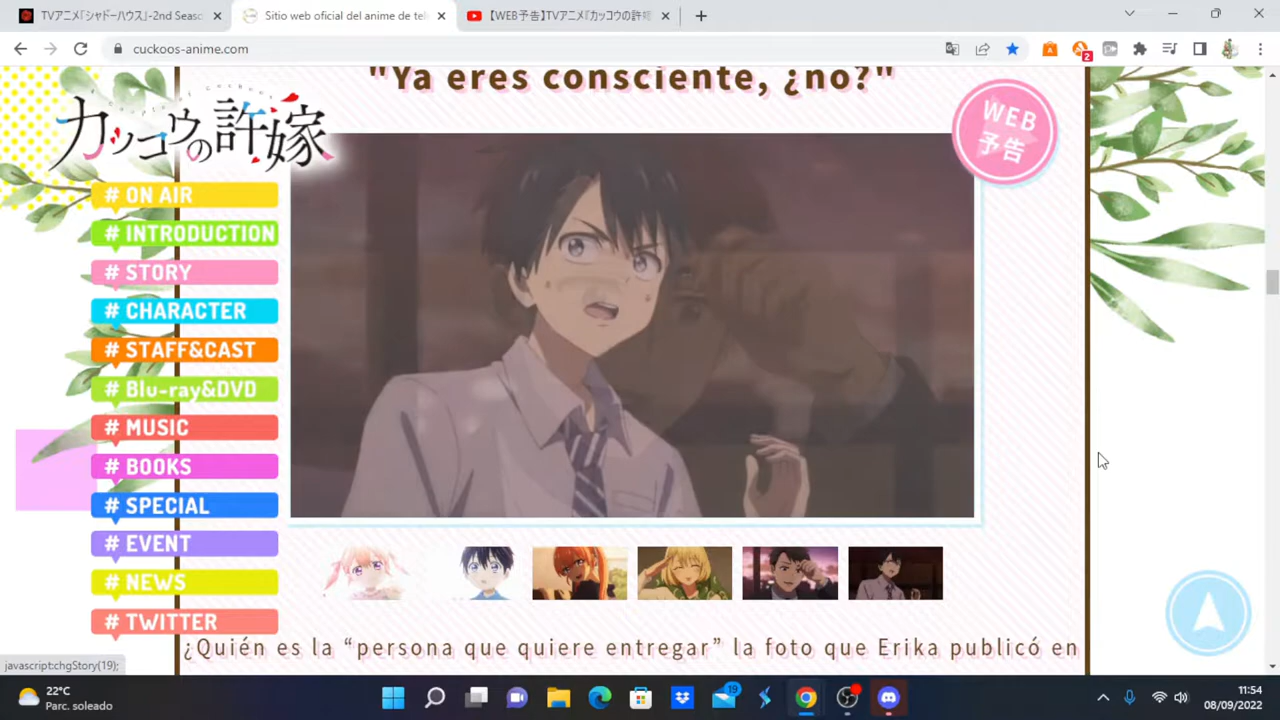 TVアニメ「シャドーハウス」-2nd Seaso
Sitio web oficial del anime de tel
【WEB予告】TVアニメ『カッコウの許嫁
cuckoos-anime.com
2
"Ya eres consciente, ¿no?"
カッコウの許嫁
WEB
予告
# ON AIR
# INTRODUCTION
# STORY
# CHARACTER
# STAFF&CAST
# Blu-ray&DVD
# MUSIC
# BOOKS
# SPECIAL
# EVENT
# NEWS
# TWITTER
¿Quién es la “persona que quiere entregar” la foto que Erika publicó en
javascript:chgStory(19);
22°C
Parc. soleado
19
11:54
08/09/2022